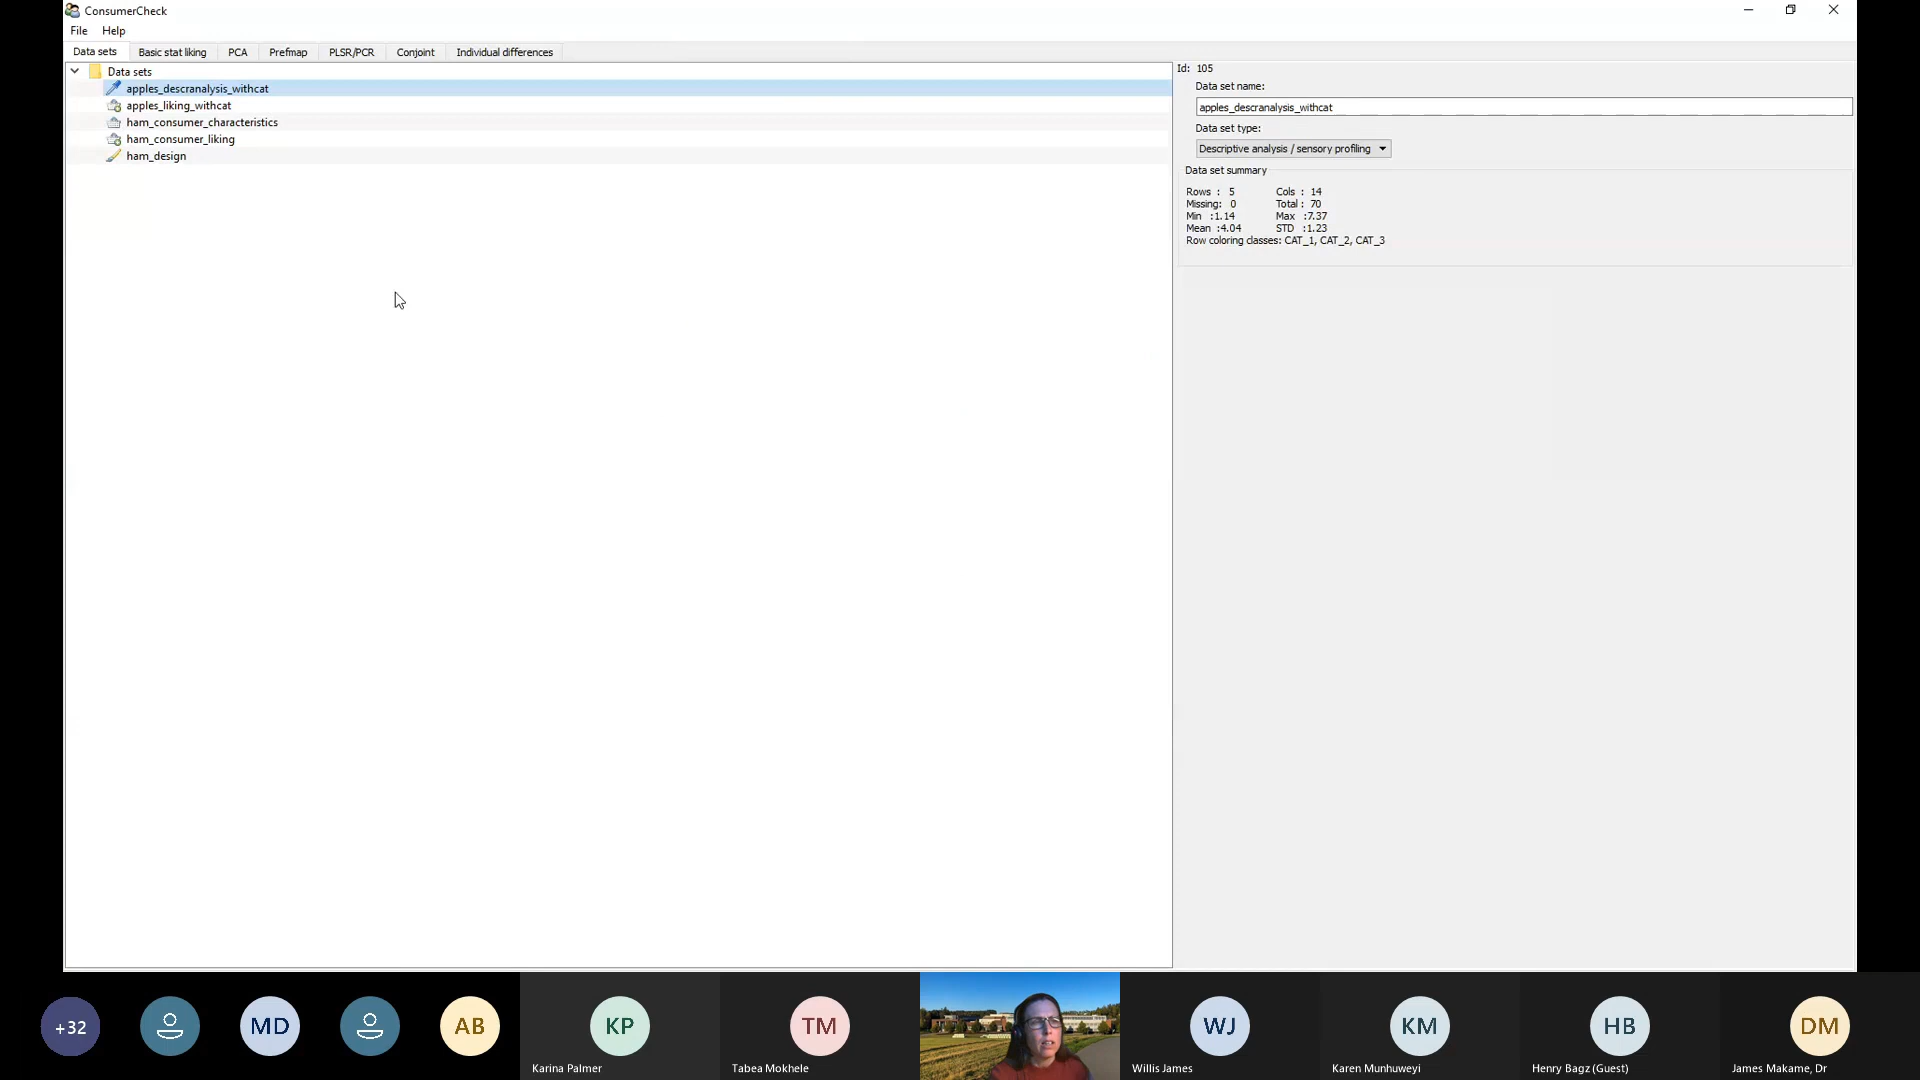 ConsumerCheck
File Help
Data sets Basic stat liking PCA Prefmap PLSR/PCR Conjoint Individual differences
Data sets
apples_descranalysis_withcat
apples_liking_withcat
ham_consumer_characteristics
ham_consumer_liking
ham_design
Id: 105
Data set name:
apples_descranalysis_withcat
Data set type:
Descriptive analysis / sensory profiling
Data set summary
Rows : 5 Cols : 14
Missing: 0 Total : 70
Min :1.14 Max :7.37
Mean :4.04 STD :1.23
Row coloring classes: CAT_1, CAT_2, CAT_3
+32 MD AB KP TM WJ KM HB DM
Karina Palmer Tabea Mokhele Willis James Karen Munhuweyi Henry Bagz (Guest) James Makame, Dr